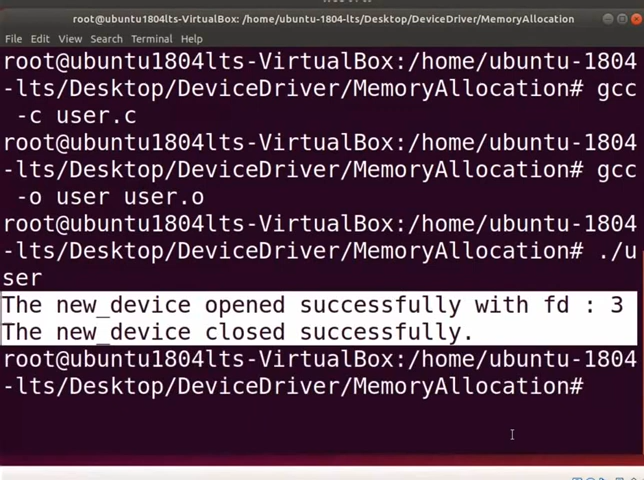 root@ubuntu1804lts-VirtualBox: /home/ubuntu-1804-lts/Desktop/DeviceDriver/MemoryAllocation
File Edit View Search Terminal Help
root@ubuntu1804lts-VirtualBox:/home/ubuntu-1804
-lts/Desktop/DeviceDriver/MemoryAllocation# gcc
-c user.c
root@ubuntu1804lts-VirtualBox:/home/ubuntu-1804
-lts/Desktop/DeviceDriver/MemoryAllocation# gcc
-o user user.o
root@ubuntu1804lts-VirtualBox:/home/ubuntu-1804
-lts/Desktop/DeviceDriver/MemoryAllocation# ./u
ser
The new_device opened successfully with fd : 3
The new_device closed successfully.
root@ubuntu1804lts-VirtualBox:/home/ubuntu-1804
-lts/Desktop/DeviceDriver/MemoryAllocation#